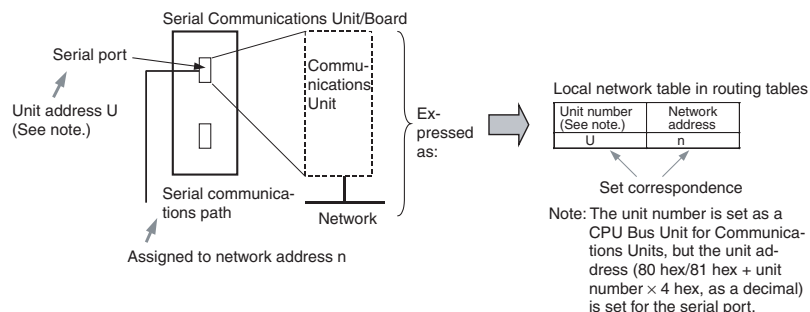 Serial Communications Unit/Board
Serial port
Unit address U
(See note.)
Commu-
nications
Unit
Serial communica-
tions path
Network
Assigned to network address n
Ex-
pressed
as:
Local network table in routing tables
Unit number
(See note.)
Network
address
U
n
Set correspondence
Note: The unit number is set as a
CPU Bus Unit for Communica-
tions Units, but the unit ad-
dress (80 hex/81 hex + unit
number × 4 hex, as a decimal)
is set for the serial port.